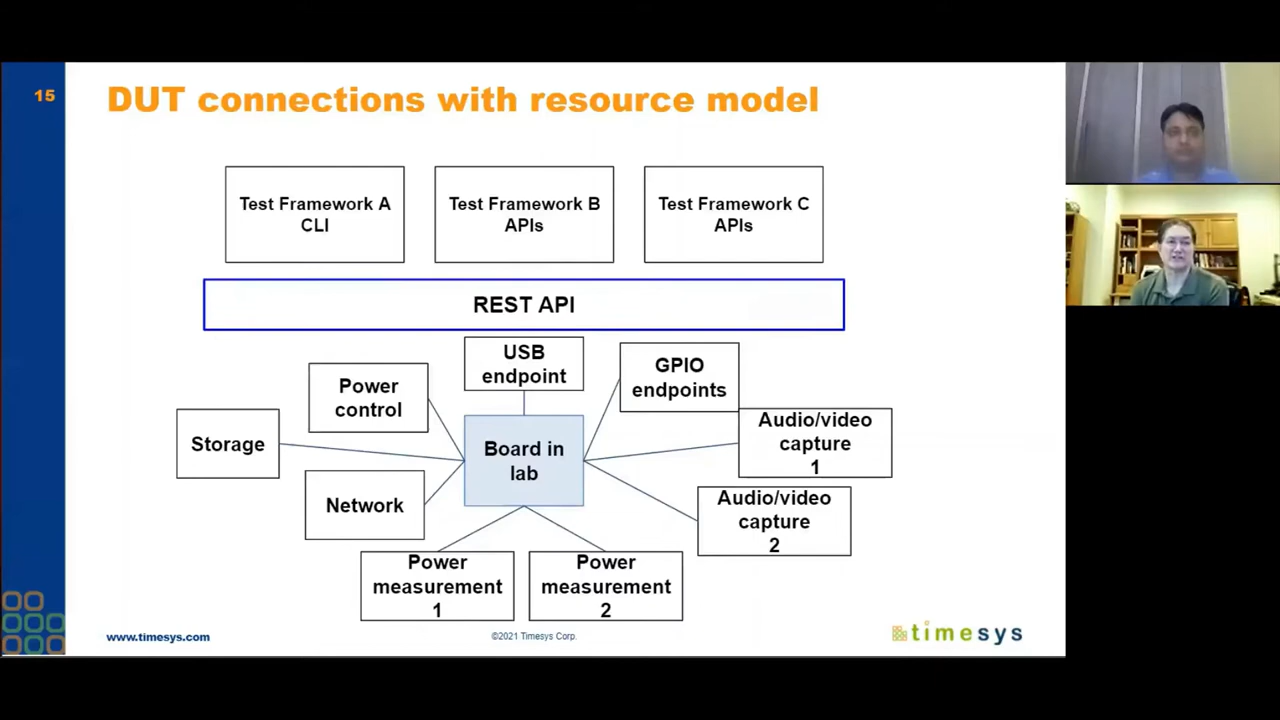 15
DUT connections with resource model
Test Framework A
CLI
Test Framework B
APIs
Test Framework C
APIs
REST API
USB
endpoint
GPIO
endpoints
Power
control
Audio/video
capture
1
Storage
Board in
lab
Network
Audio/video
capture
2
Power
measurement
1
Power
measurement
2
www.timesys.com
©2021 Timesys Corp.
timesys